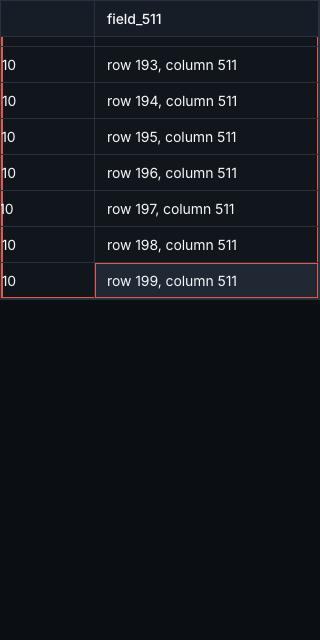 field_511
10 row 193, column 511
10 row 194, column 511
10 row 195, column 511
10 row 196, column 511
10 row 197, column 511
10 row 198, column 511
10 row 199, column 511